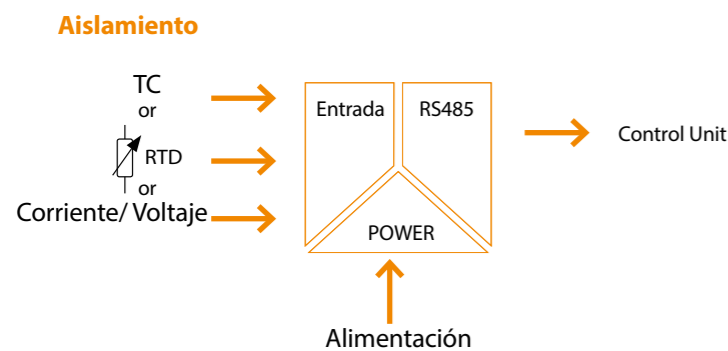 Aislamiento
TC
or
RTD
or
Corriente/ Voltaje
Entrada
RS485
POWER
Control Unit
Alimentación